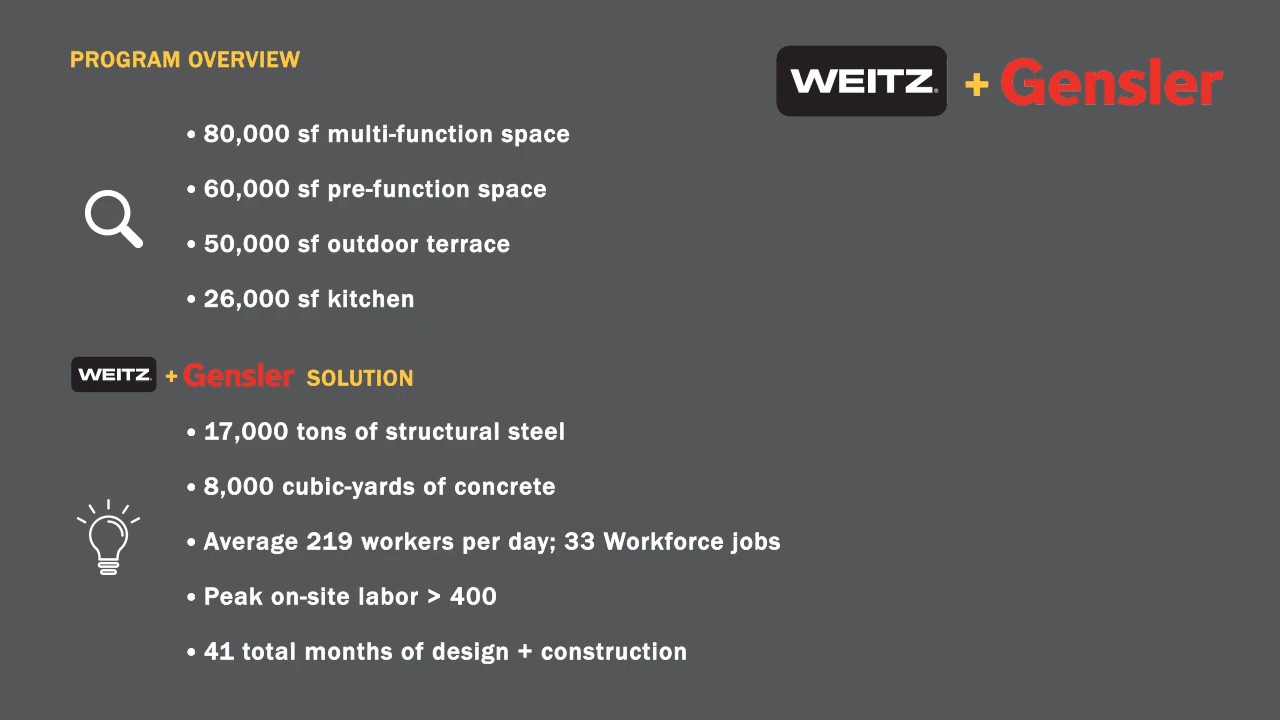 PROGRAM OVERVIEW
WEITZ® + Gensler
• 80,000 sf multi-function space
• 60,000 sf pre-function space
• 50,000 sf outdoor terrace
• 26,000 sf kitchen
WEITZ + Gensler SOLUTION
• 17,000 tons of structural steel
• 8,000 cubic-yards of concrete
• Average 219 workers per day; 33 Workforce jobs
• Peak on-site labor > 400
• 41 total months of design + construction